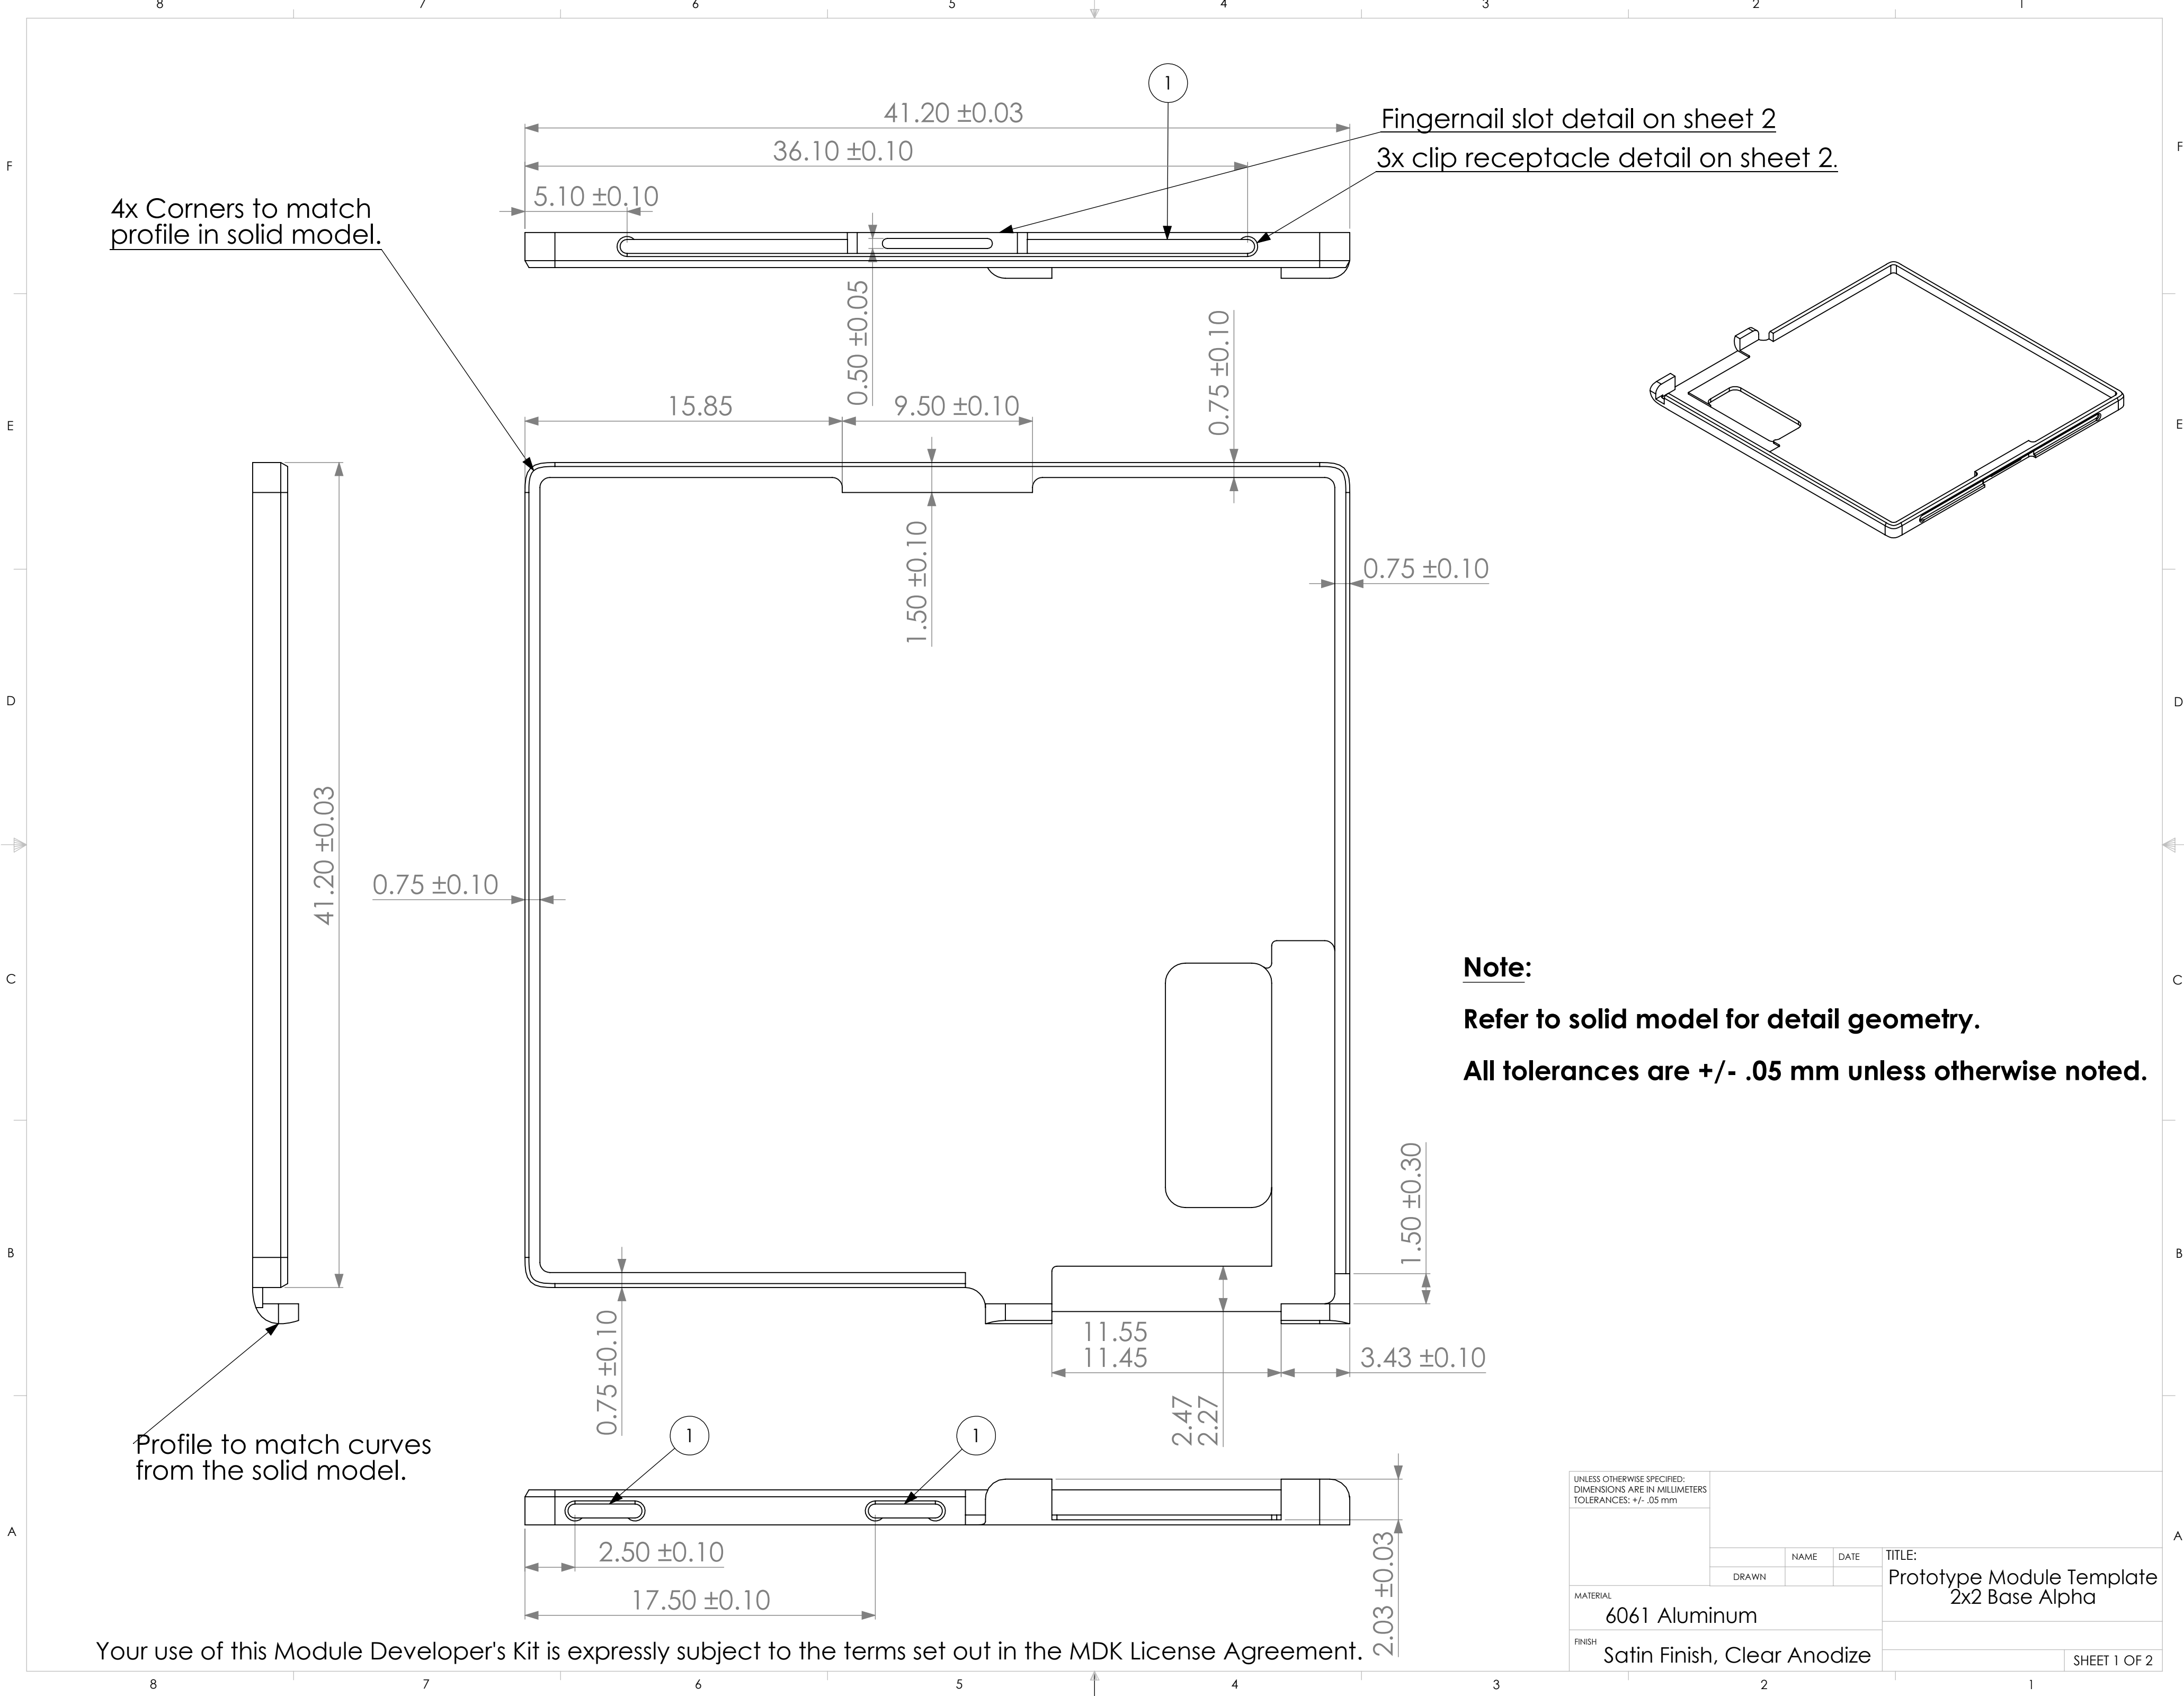 8 7 6 5 4 3 2 1
F
F
1
41.20 ±0.03
Fingernail slot detail on sheet 2
36.10 ±0.10
3x clip receptacle detail on sheet 2.
5.10 ±0.10
4x Corners to match
profile in solid model.
0.50 ±0.05
0.75 ±0.10
15.85
9.50 ±0.10
E
E
1.50 ±0.10
0.75 ±0.10
D
D
41.20 ±0.03
0.75 ±0.10
C
C
Note:
Refer to solid model for detail geometry.
All tolerances are +/- .05 mm unless otherwise noted.
1.50 ±0.30
B
B
0.75 ±0.10
11.55
11.45
3.43 ±0.10
2.47
2.27
1
1
Profile to match curves
from the solid model.
A
A
2.50 ±0.10
17.50 ±0.10
2.03 ±0.03
UNLESS OTHERWISE SPECIFIED:
DIMENSIONS ARE IN MILLIMETERS
TOLERANCES: +/- .05 mm
NAME DATE
DRAWN
TITLE:
Prototype Module Template
2x2 Base Alpha
MATERIAL
6061 Aluminum
FINISH
Satin Finish, Clear Anodize
SHEET 1 OF 2
Your use of this Module Developer's Kit is expressly subject to the terms set out in the MDK License Agreement.
8 7 6 5 4 3 2 1